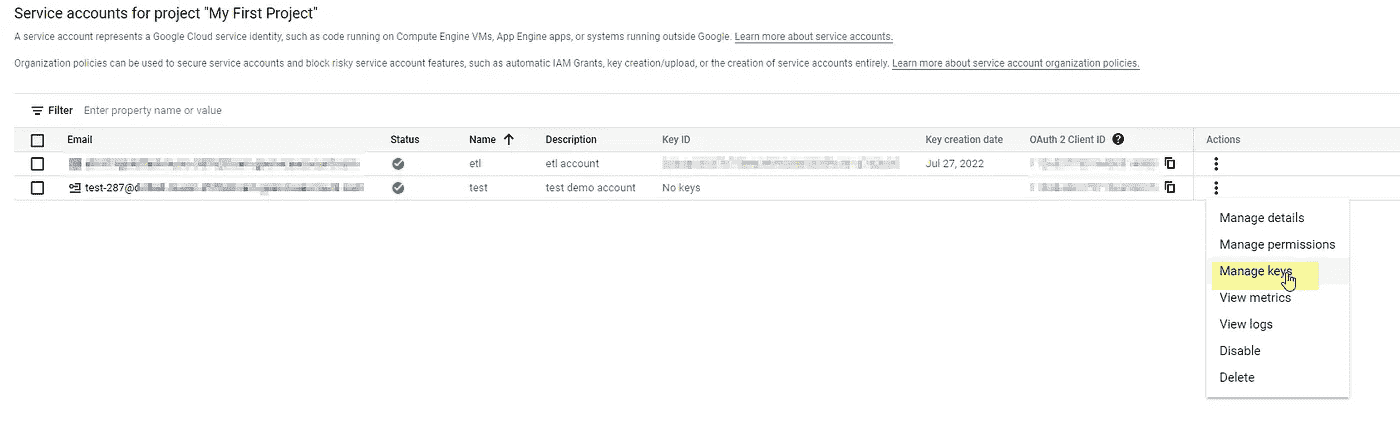 Service accounts for project "My First Project"
A service account represents a Google Cloud service identity, such as code running on Compute Engine VMs, App Engine apps, or systems running outside Google. Learn more about service accounts.
Organization policies can be used to secure service accounts and block risky service account features, such as automatic IAM Grants, key creation/upload, or the creation of service accounts entirely. Learn more about service account organization policies.
Filter Enter property name or value
Email Status Name Description Key ID Key creation date OAuth 2 Client ID Actions
etl etl account Jul 27, 2022
test-287@d test test demo account No keys
Manage details
Manage permissions
Manage keys
View metrics
View logs
Disable
Delete